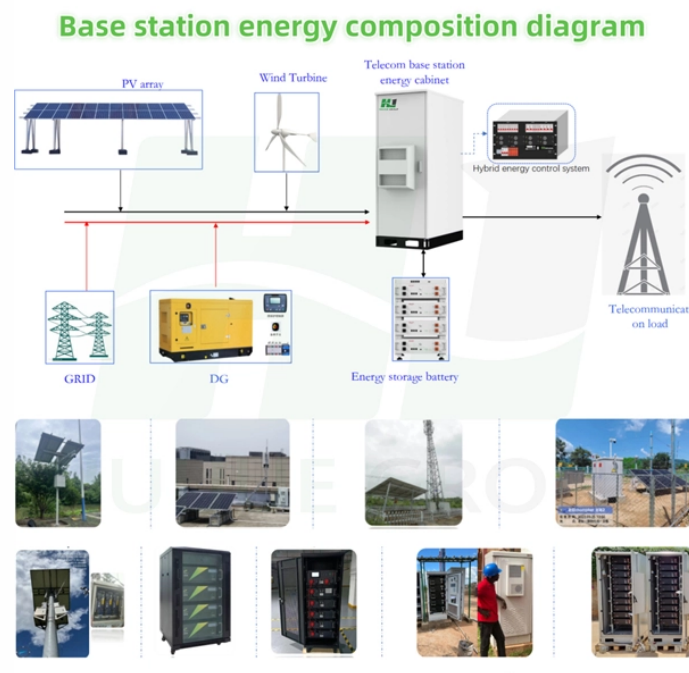 Base station energy composition diagram
Telecom base station
energy cabinet
PV array
Wind Turbine
Hybrid energy control system
Telecommunicat
on load
GRID
DG
Energy storage battery